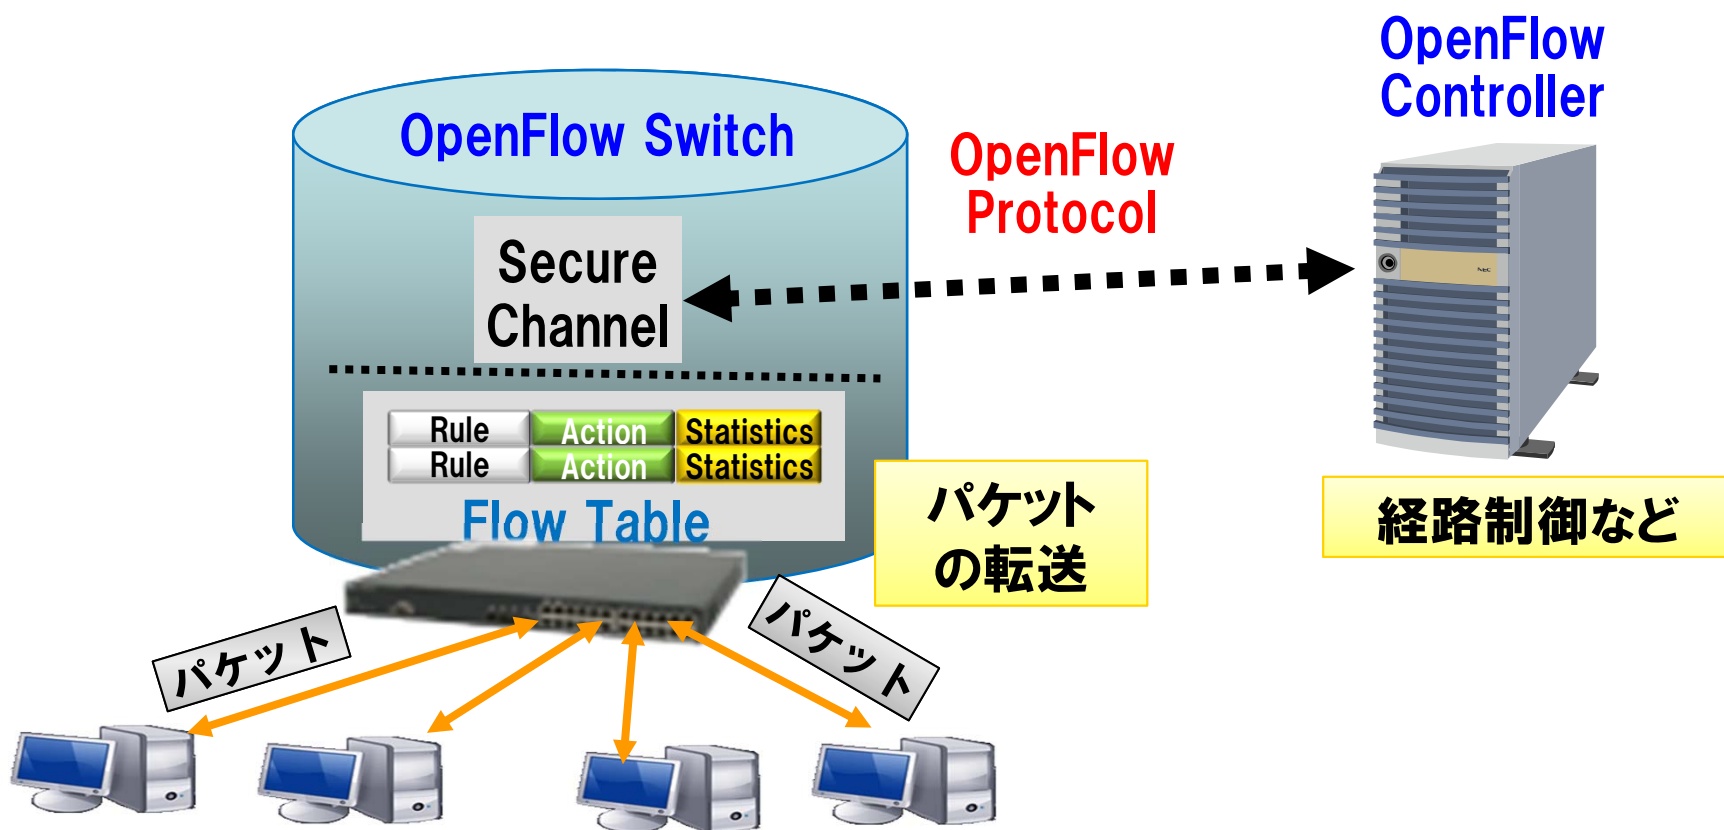 OpenFlow
Controller
OpenFlow Switch
OpenFlow
Protocol
Secure
Channel
NEC
Rule Action Statistics
Rule Action Statistics
Flow Table
パケット
の転送
経路制御など
パケット
パケット